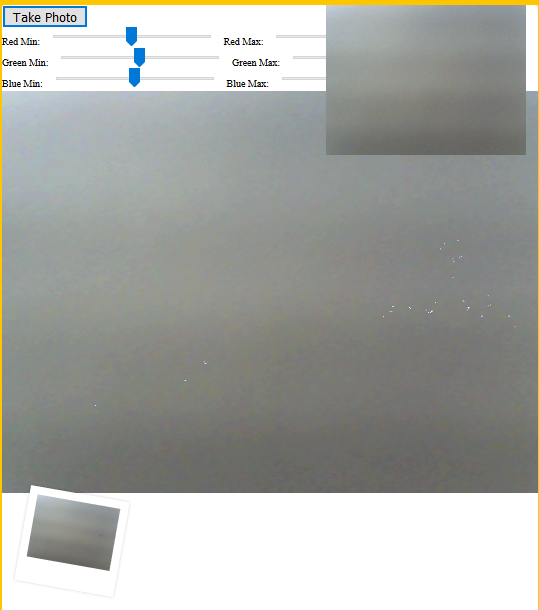 Take Photo
Red Min: Red Max:
Green Min: Green Max:
Blue Min: Blue Max: